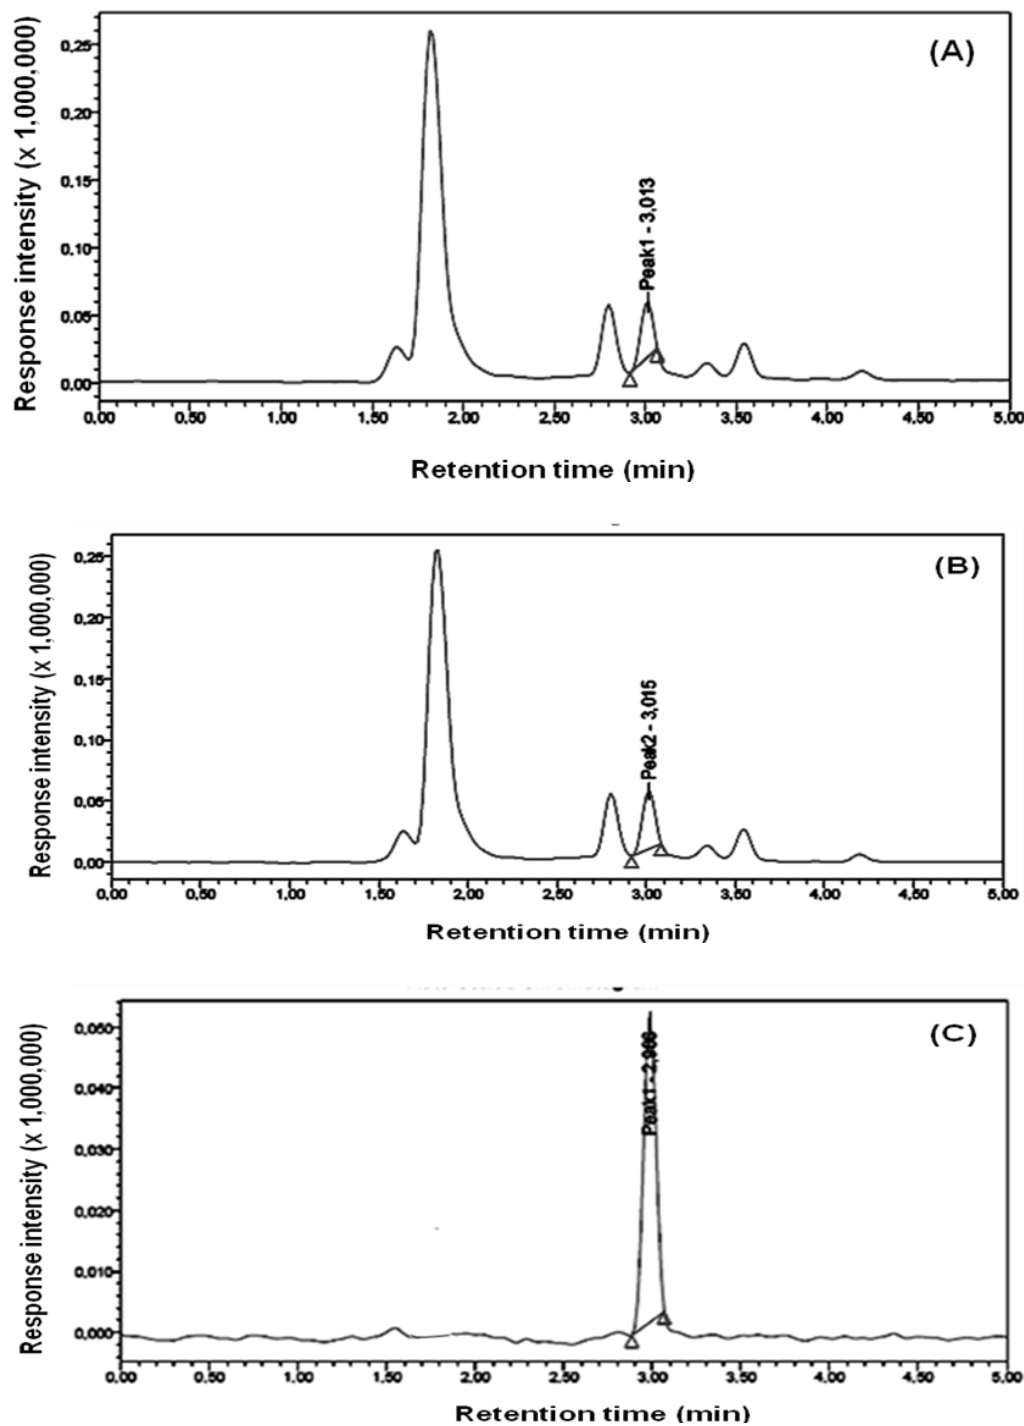 (A)
Response intensity (x 1,000,000)
0,25
0,20
0,15
0,10
0,05
0,00
Peak1 - 3,013
0,00 0,50 1,00 1,50 2,00 2,50 3,00 3,50 4,00 4,50 5,00
Retention time (min)
(B)
Response intensity (x 1,000,000)
0,25
0,20
0,15
0,10
0,05
0,00
Peak2 - 3,015
0,00 0,50 1,00 1,50 2,00 2,50 3,00 3,50 4,00 4,50 5,00
Retention time (min)
(C)
Response intensity (x 1,000,000)
0,050
0,040
0,030
0,020
0,010
0,000
Peak1 -
0,00 0,50 1,00 1,50 2,00 2,50 3,00 3,50 4,00 4,50 5,00
Retention time (min)